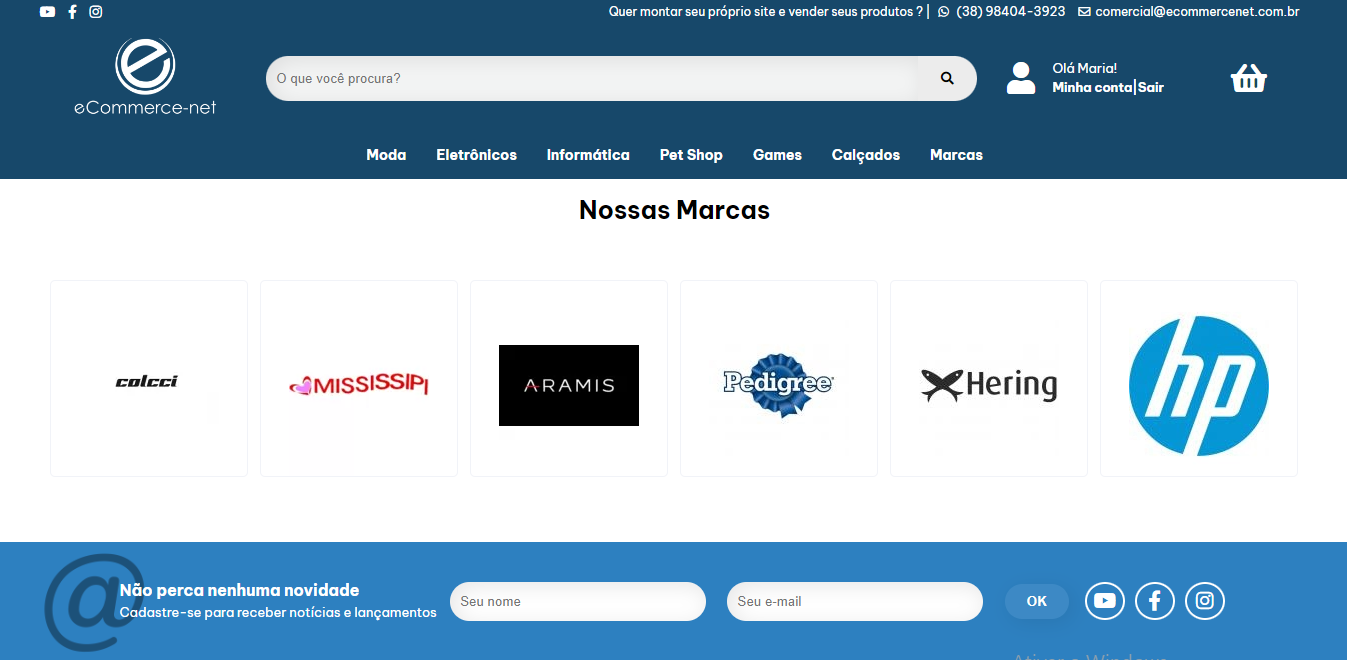 Quer montar seu próprio site e vender seus produtos ? | (38) 98404-3923 comercial@ecommercenet.com.br
eCommerce-net
O que você procura?
Olá Maria!
Minha conta|Sair
Moda Eletrônicos Informática Pet Shop Games Calçados Marcas
Nossas Marcas
colcci
MISSISSIPI
ARAMIS
Pedigree
Hering
hp
@
Não perca nenhuma novidade
Cadastre-se para receber notícias e lançamentos
Seu nome
Seu e-mail
OK
Ativar o Windows